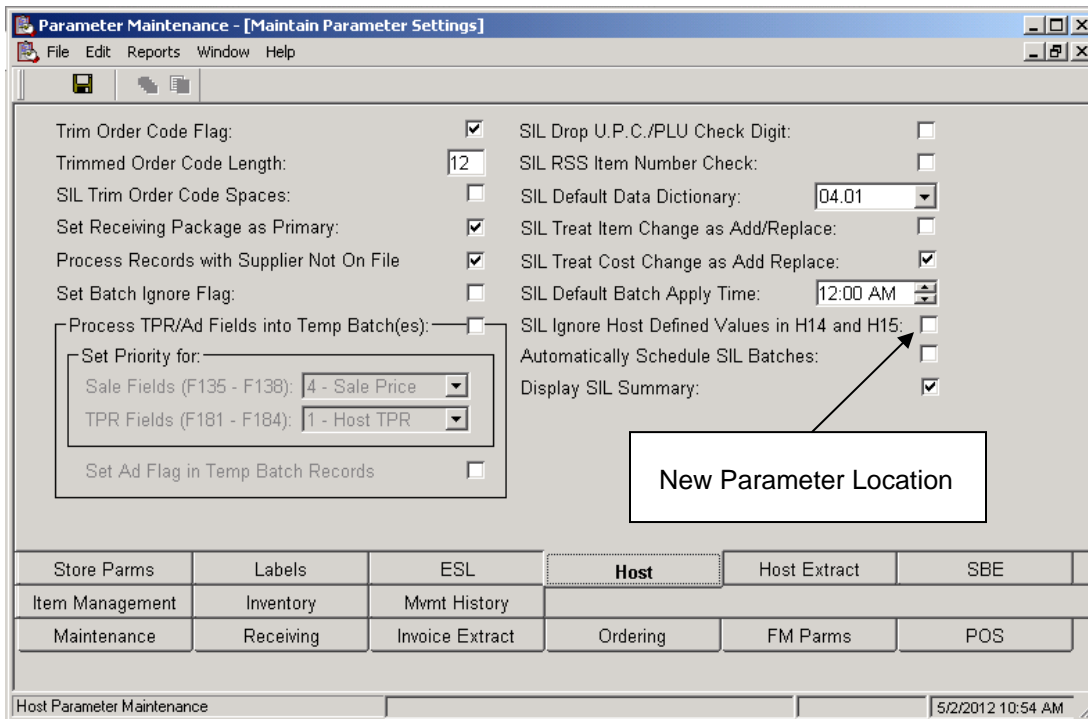 Parameter Maintenance - [Maintain Parameter Settings]
File Edit Reports Window Help
Trim Order Code Flag:
Trimmed Order Code Length: 12
SIL Trim Order Code Spaces:
Set Receiving Package as Primary:
Process Records with Supplier Not On File
Set Batch Ignore Flag:
Process TPR/Ad Fields into Temp Batch(es):
Set Priority for:
Sale Fields (F135 - F138): 4 - Sale Price
TPR Fields (F181 - F184): 1 - Host TPR
Set Ad Flag in Temp Batch Records
SIL Drop U.P.C./PLU Check Digit:
SIL RSS Item Number Check:
SIL Default Data Dictionary: 04.01
SIL Treat Item Change as Add/Replace:
SIL Treat Cost Change as Add Replace:
SIL Default Batch Apply Time: 12:00 AM
SIL Ignore Host Defined Values in H14 and H15:
Automatically Schedule SIL Batches:
Display SIL Summary:
New Parameter Location
Store Parms Labels ESL Host Host Extract SBE
Item Management Inventory Mvmt History
Maintenance Receiving Invoice Extract Ordering FM Parms POS
Host Parameter Maintenance 5/2/2012 10:54 AM